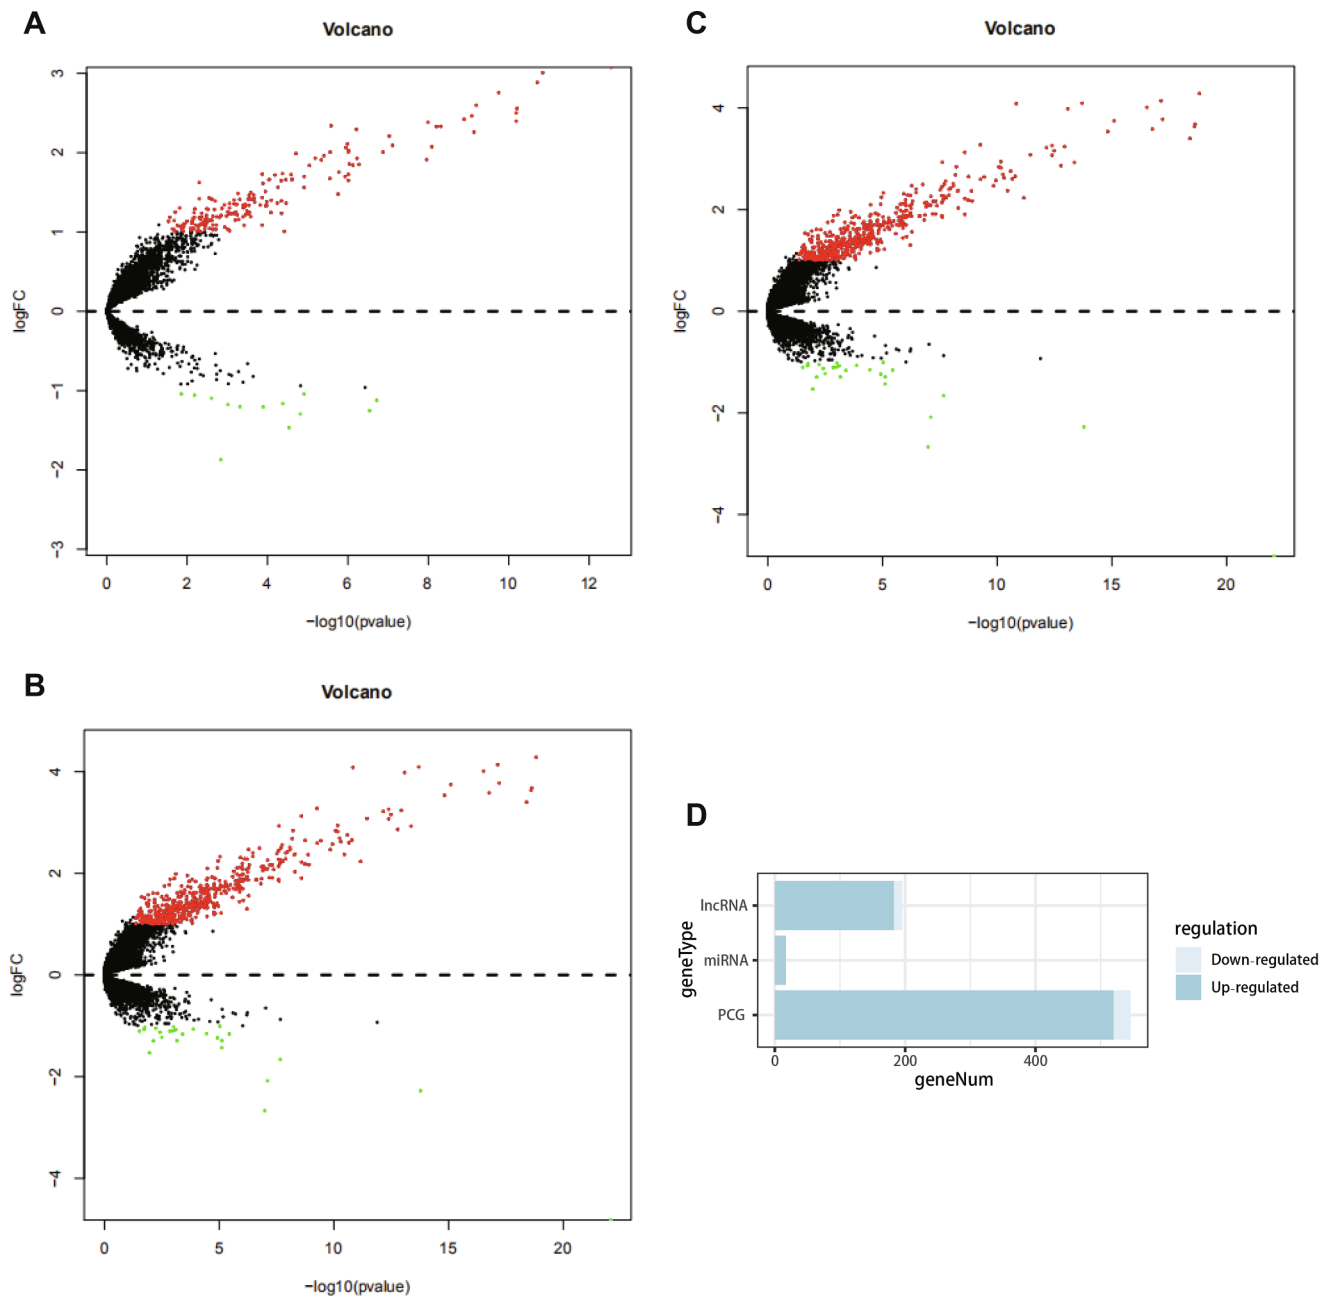 A
Volcano
3
2
1
0
−1
−2
−3
logFC
0 2 4 6 8 10 12
−log10(pvalue)
C
Volcano
4
2
0
−2
−4
logFC
0 5 10 15 20
−log10(pvalue)
B
Volcano
4
2
0
−2
−4
logFC
0 5 10 15 20
−log10(pvalue)
D
geneType
lncRNA
miRNA
PCG
0 200 400
geneNum
regulation
Down-regulated
Up-regulated